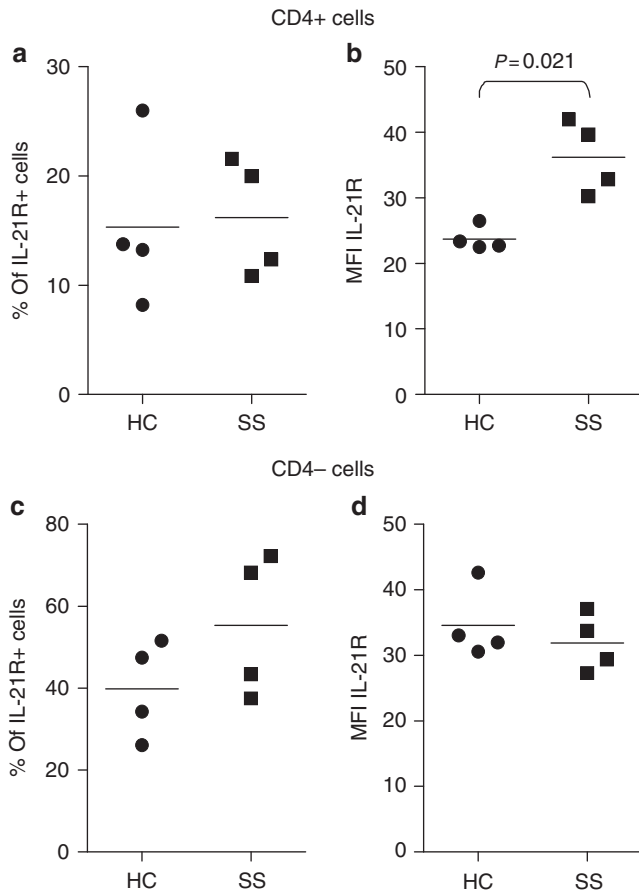 CD4+ cells
a
b
% Of IL-21R+ cells
30
20
10
0
HC
SS
P=0.021
MFI IL-21R
50
40
30
20
10
0
HC
SS
CD4– cells
c
d
% Of IL-21R+ cells
80
60
40
20
0
HC
SS
MFI IL-21R
50
40
30
20
10
0
HC
SS